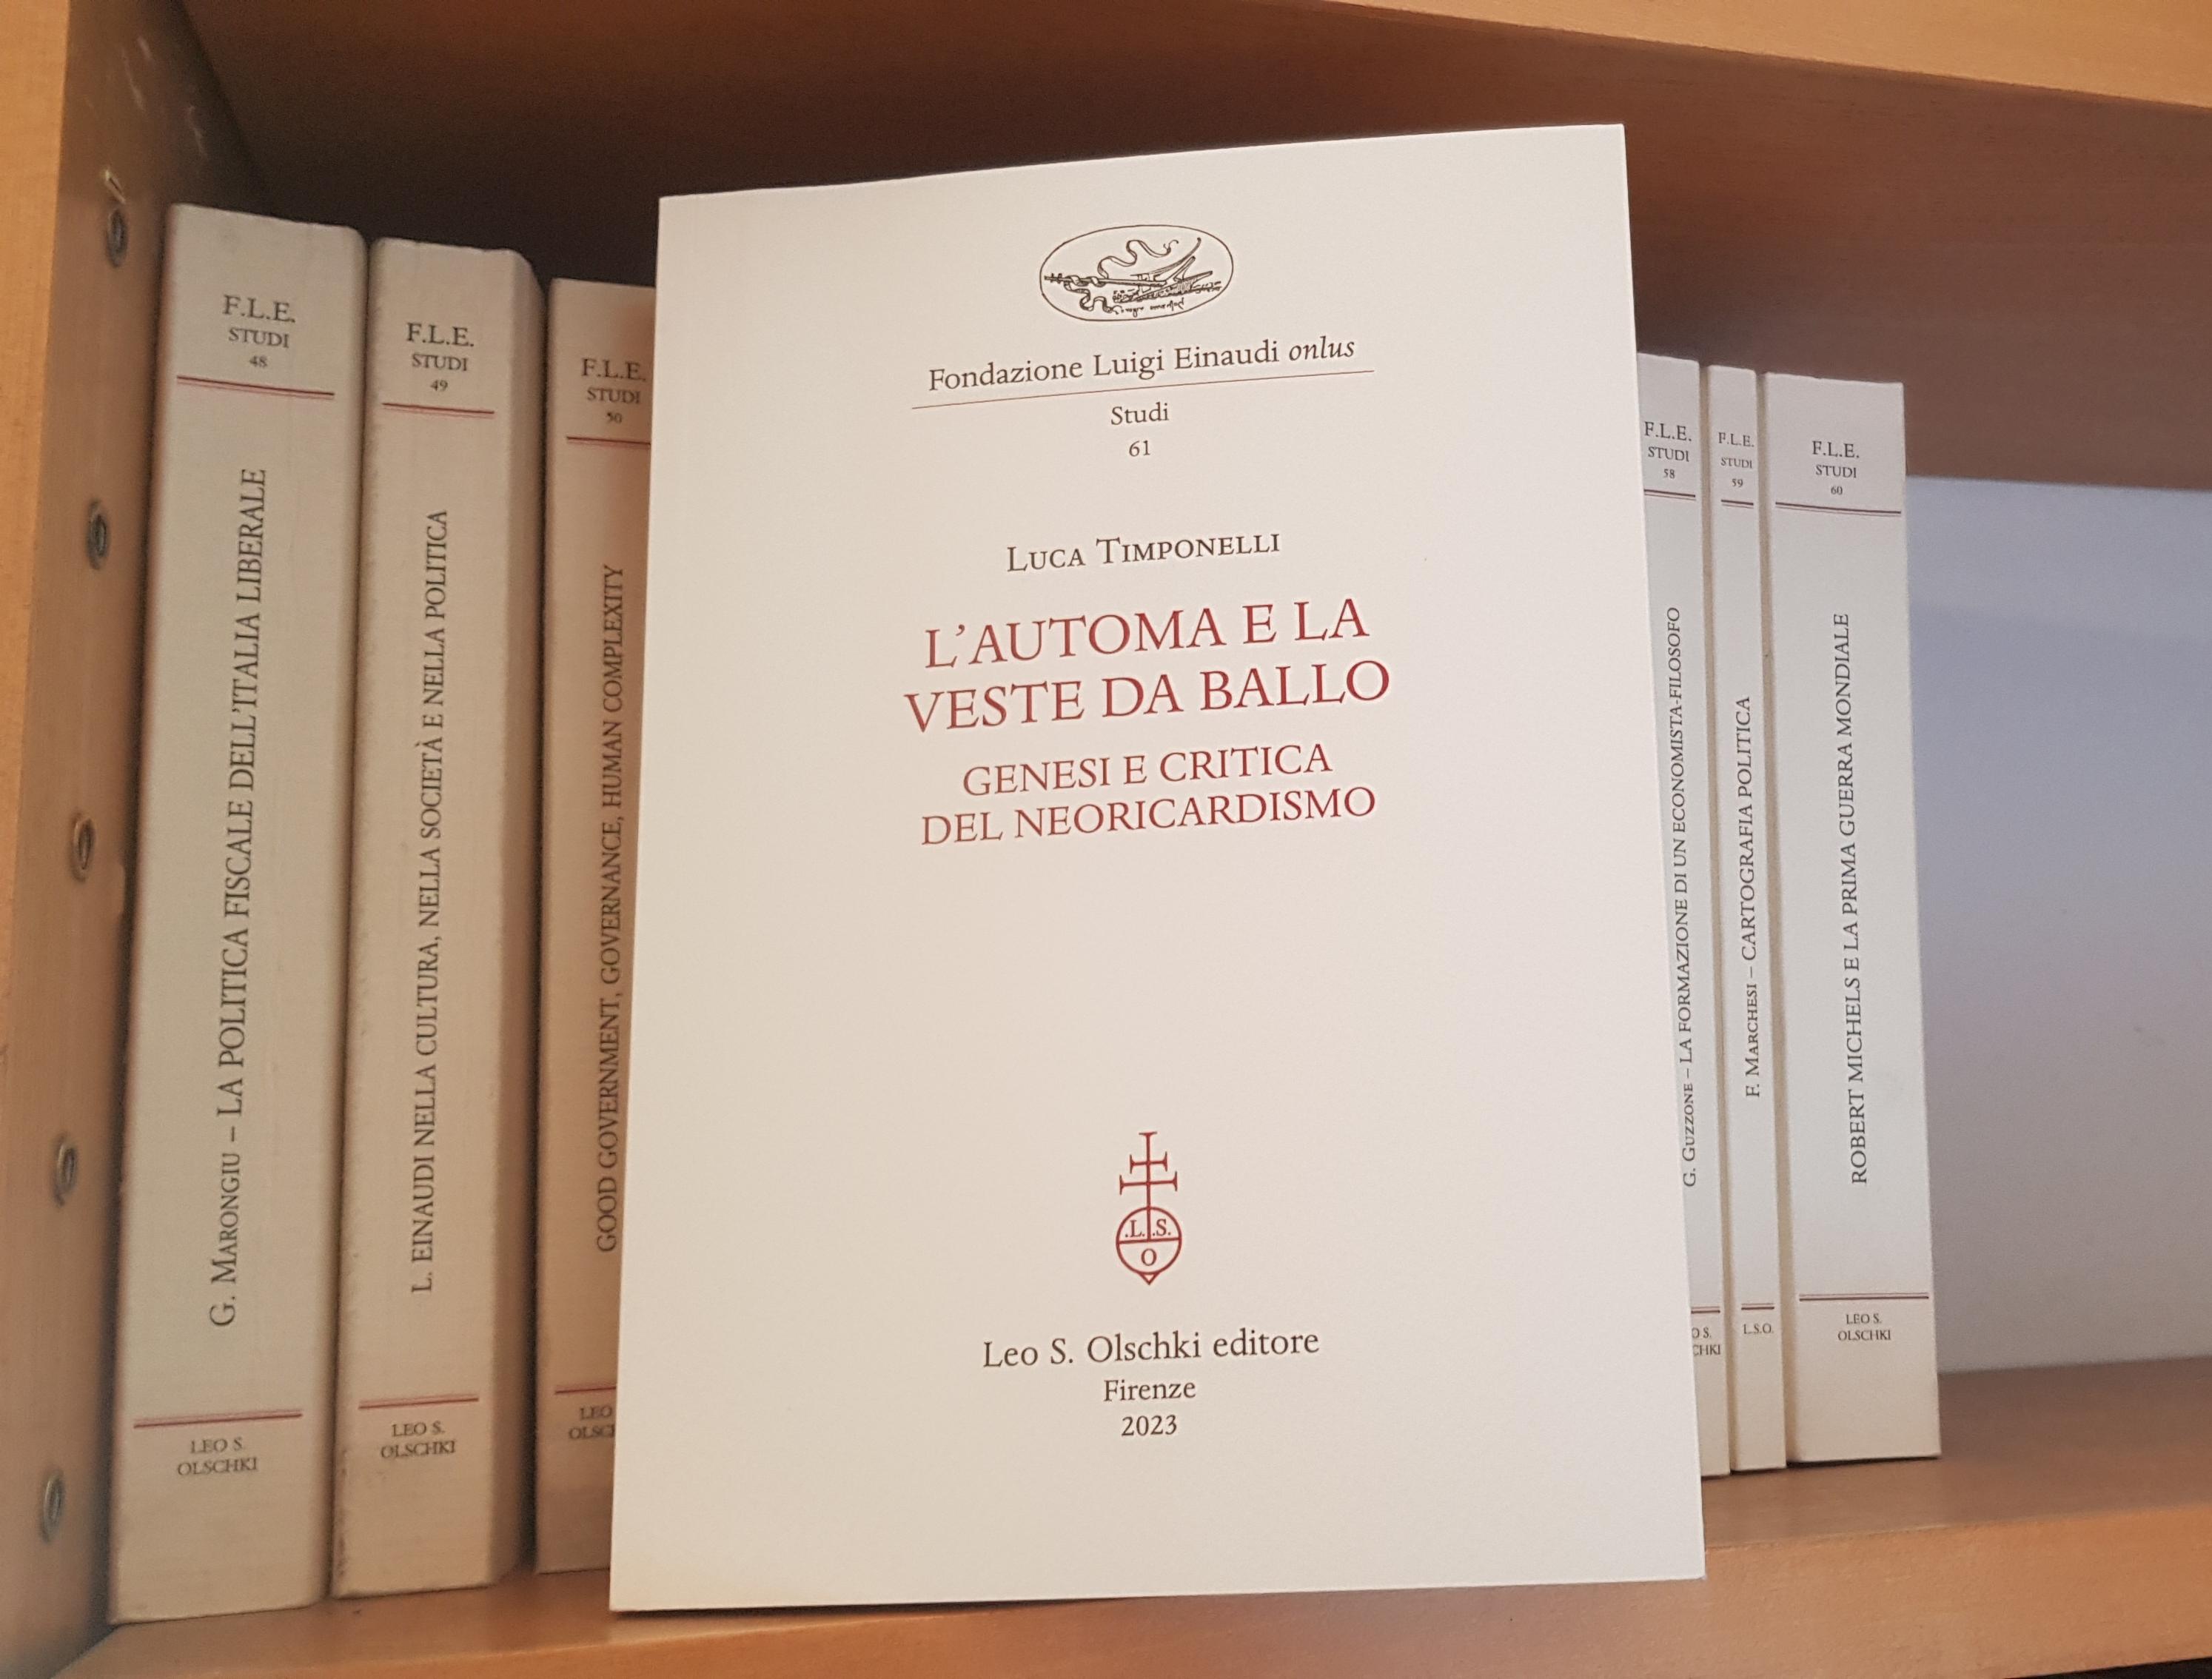 F.L.E.
STUDI
48
G. MARONGIU – LA POLITICA FISCALE DELL'ITALIA LIBERALE
LEO S.
OLSCHKI
F.L.E.
STUDI
49
L. EINAUDI NELLA CULTURA, NELLA SOCIETÀ E NELLA POLITICA
LEO S.
OLSCHKI
F.L.E.
STUDI
50
GOOD GOVERNMENT, GOVERNANCE, HUMAN COMPLEXITY
LEO
Fondazione Luigi Einaudi onlus
Studi
61
LUCA TIMPONELLI
L'AUTOMA E LA
VESTE DA BALLO
GENESI E CRITICA
DEL NEORICARDISMO
.L.S.
O
Leo S. Olschki editore
Firenze
2023
F.L.E.
STUDI
58
G. GUZZONE – LA FORMAZIONE DI UN ECONOMISTA-FILOSOFO
S.
F.L.E.
STUDI
59
F. MARCHESI – CARTOGRAFIA POLITICA
L.S.O.
F.L.E.
STUDI
60
ROBERT MICHELS E LA PRIMA GUERRA MONDIALE
LEO S.
OLSCHKI